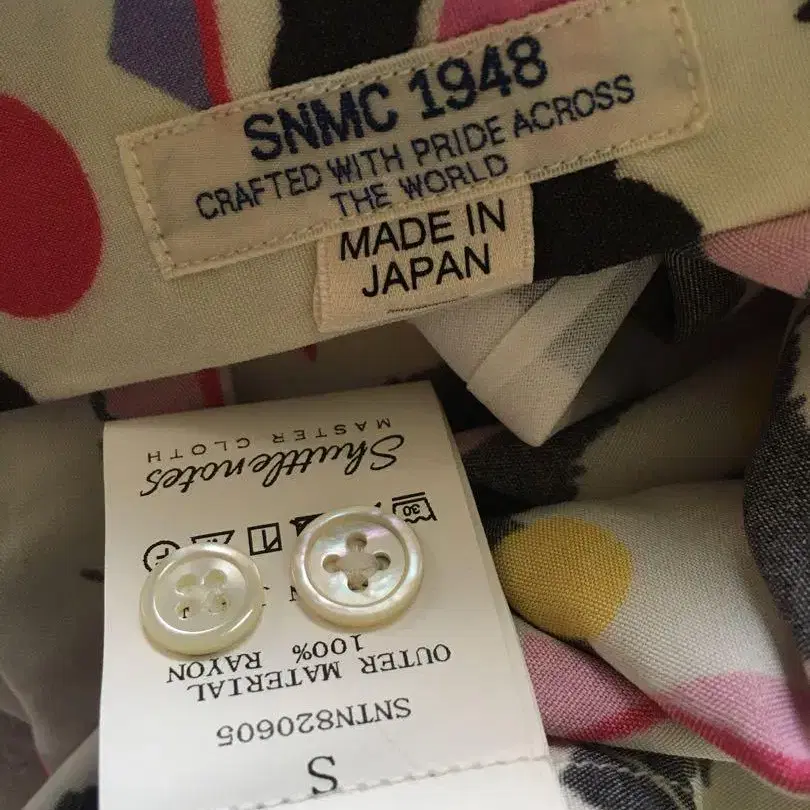 SNMC 1948
CRAFTED WITH PRIDE ACROSS
THE WORLD
MADE IN
JAPAN
S
SNTN820605
OUTER MATERIAL
100% RAYON
30
Shuttlenotes
MASTER CLOTH